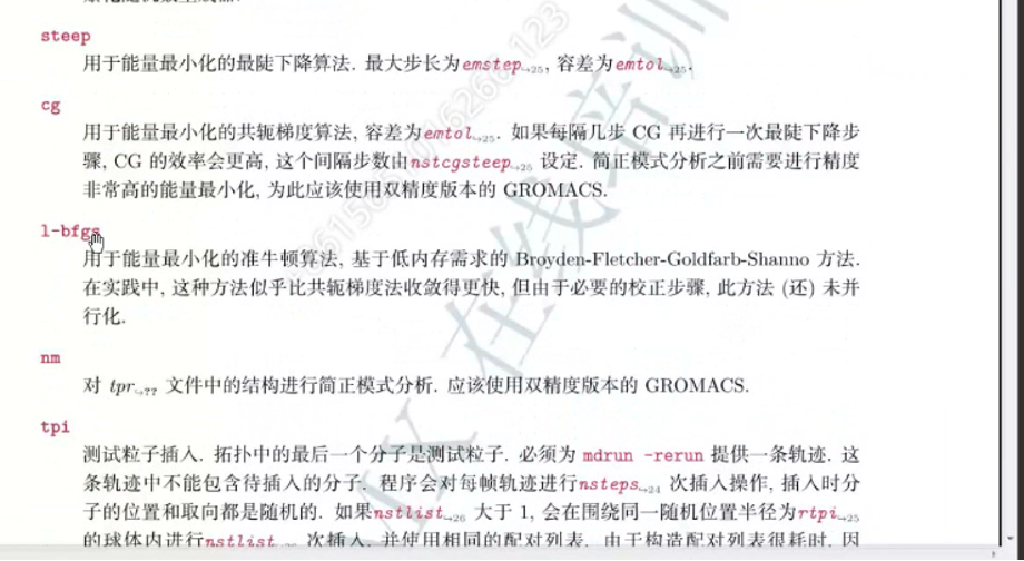 steep
用于能量最小化的最陡下降算法. 最大步长为emstep→25, 容差为emtol→25.
cg
用于能量最小化的共轭梯度算法, 容差为emtol→25. 如果每隔几步 CG 再进行一次最陡下降步
骤, CG 的效率会更高, 这个间隔步数由nstcgsteep→25 设定. 简正模式分析之前需要进行精度
非常高的能量最小化, 为此应该使用双精度版本的 GROMACS.
l-bfgs
用于能量最小化的准牛顿算法, 基于低内存需求的 Broyden-Fletcher-Goldfarb-Shanno 方法.
在实践中, 这种方法似乎比共轭梯度法收敛得更快, 但由于必要的校正步骤, 此方法 (还) 未并
行化.
nm
对 tpr→?? 文件中的结构进行简正模式分析. 应该使用双精度版本的 GROMACS.
tpi
测试粒子插入. 拓扑中的最后一个分子是测试粒子. 必须为 mdrun -rerun 提供一条轨迹. 这
条轨迹中不能包含待插入的分子. 程序会对每帧轨迹进行nsteps→24 次插入操作, 插入时分
子的位置和取向都是随机的. 如果nstlist→26 大于 1, 会在围绕同一随机位置半径为rtpi→25
的球体内进行nstlist 次插入, 并使用相同的配对列表. 由于构造配对列表很耗时, 因
在线培训